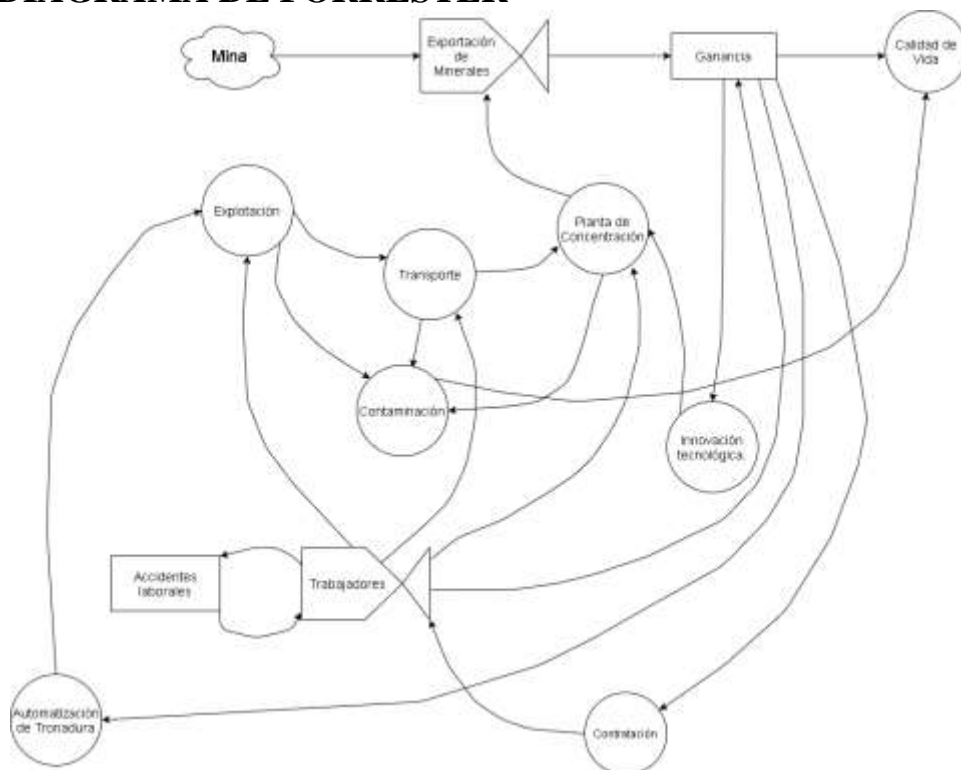 DIAGRAMA DE FORRESTER
Mina
Exportación
de
Minerales
Ganancia
Calidad de
Vida
Explotación
Planta de
Concentración
Transporte
Contaminación
Innovación
tecnológica.
Accidentes
laborales
Trabajadores
Automatización
de Tronadura
Contratación